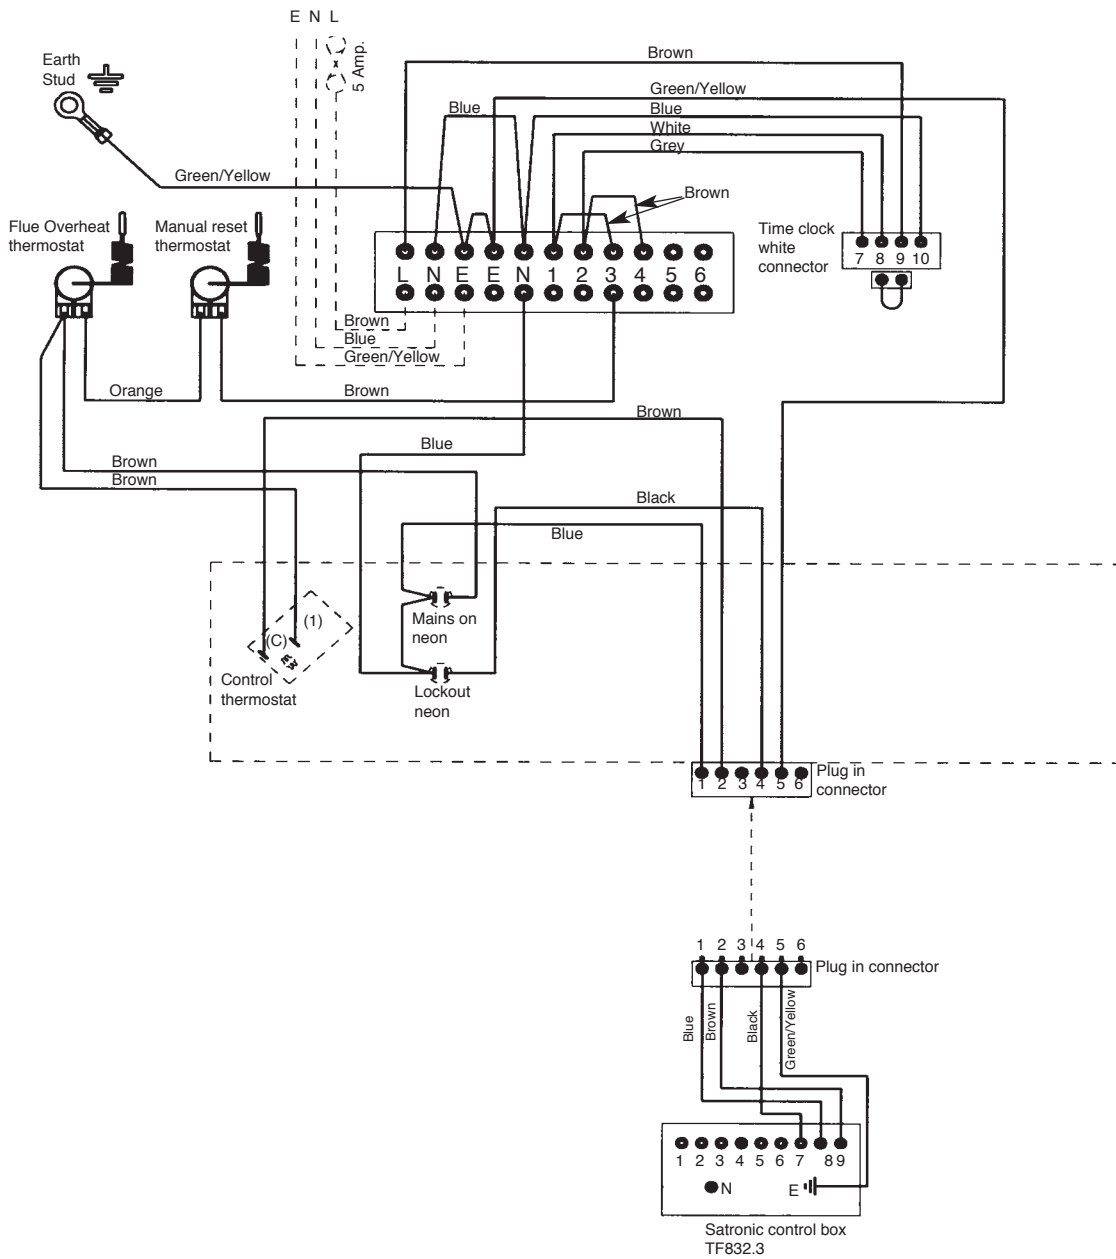 E N L
5 Amp.
Earth
Stud
Brown
Green/Yellow
Blue
Blue
White
Grey
Green/Yellow
Brown
Flue Overheat
thermostat
Manual reset
thermostat
Time clock
white
connector
7 8 9 10
L N E E N 1 2 3 4 5 6
Brown
Blue
Green/Yellow
Orange
Brown
Brown
Blue
Brown
Brown
Black
Blue
(1)
(C)
Control
thermostat
Mains on
neon
Lockout
neon
1 2 3 4 5 6
Plug in
connector
1 2 3 4 5 6
Plug in connector
Blue
Brown
Black
Green/Yellow
1 2 3 4 5 6 7 8 9
N
E
Satronic control box
TF832.3